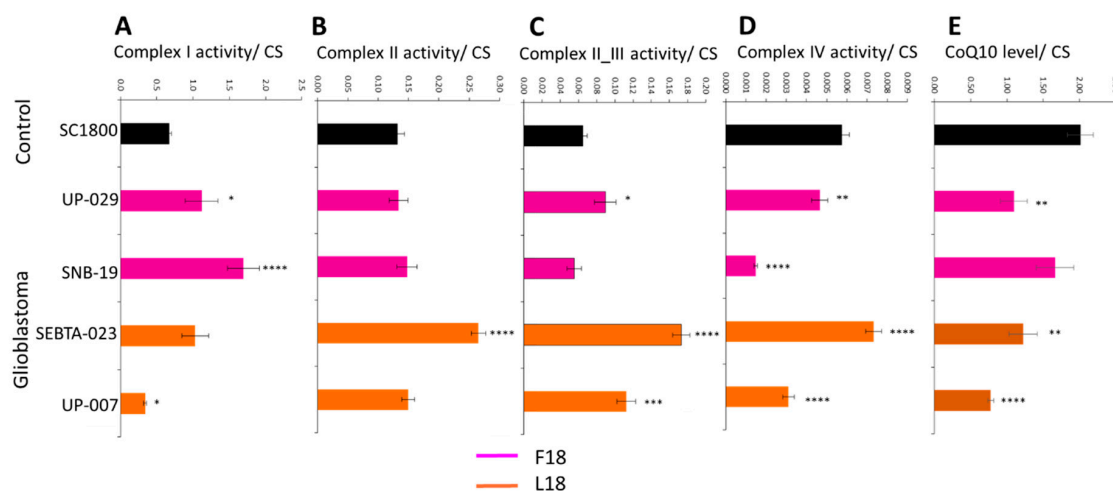 A B C D E
Complex I activity/ CS Complex II activity/ CS Complex II_III activity/ CS Complex IV activity/ CS CoQ10 level/ CS
0.0 0.5 1.0 1.5 2.0 2.5
0.00 0.05 0.10 0.15 0.20 0.25 0.30
0.00 0.02 0.04 0.06 0.08 0.10 0.12 0.14 0.16 0.18 0.20
0.000 0.001 0.002 0.003 0.004 0.005 0.006 0.007 0.008 0.009
0.00 .50 1.00 1.50 2.00
Control
SC1800
Glioblastoma
UP-029 * * ** **
SNB-19 **** ****
SEBTA-023 **** **** **** **
UP-007 * *** **** ****
F18
L18